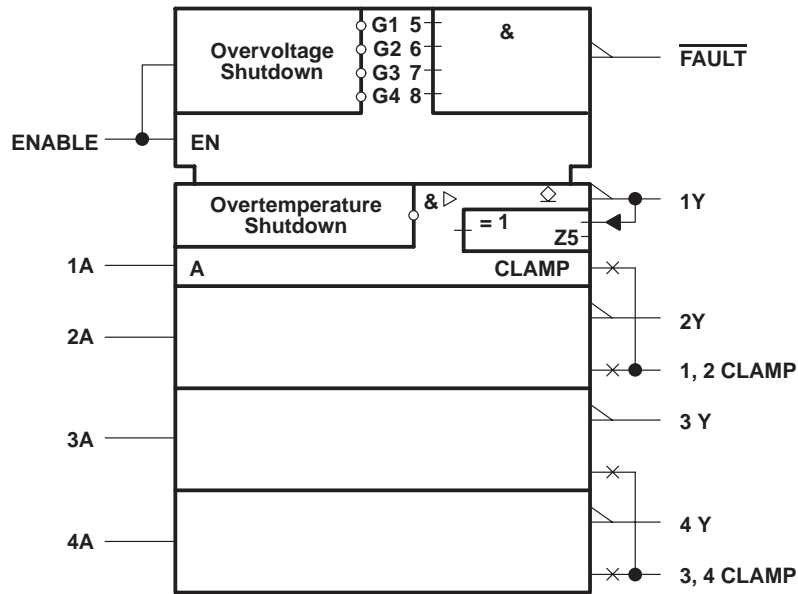 Overvoltage
Shutdown
G1 5
G2 6
G3 7
G4 8
&
FAULT
ENABLE
EN
Overtemperature
Shutdown
&
1Y
= 1
Z5
1A
A
CLAMP
2Y
2A
1, 2 CLAMP
3 Y
3A
4 Y
4A
3, 4 CLAMP